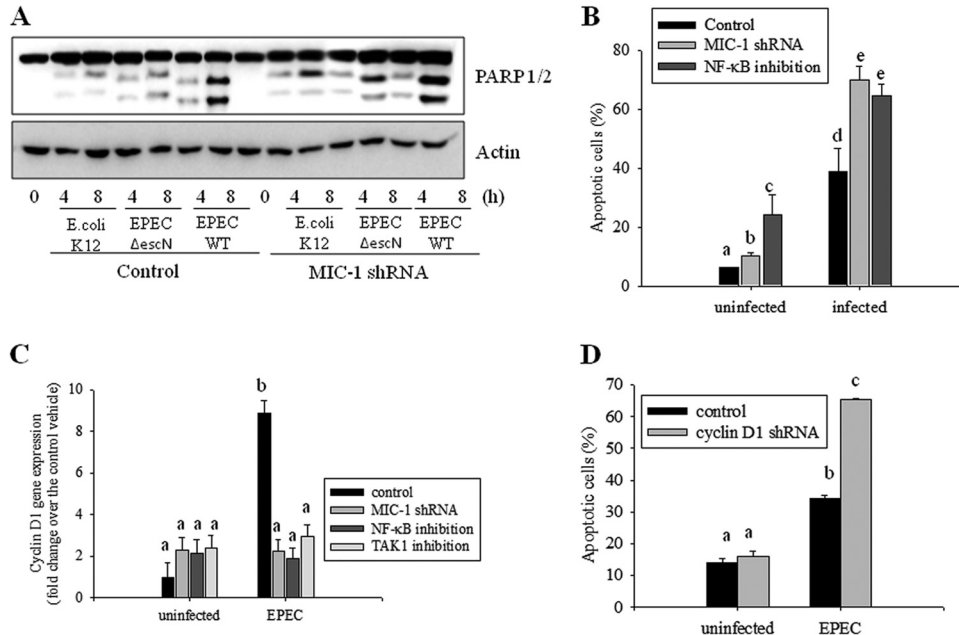 A
PARP1/2
Actin
0 4 8 4 8 4 8 0 4 8 4 8 4 8 (h)
E.coli K12
EPEC ΔescN
EPEC WT
E.coli K12
EPEC ΔescN
EPEC WT
Control
MIC-1 shRNA
B
Control
MIC-1 shRNA
NF-κB inhibition
Apoptotic cells (%)
80
60
40
20
0
a b c d e e
uninfected infected
C
Cyclin D1 gene expression
(fold change over the control vehicle)
10
8
6
4
2
0
a a a a b a a a
control
MIC-1 shRNA
NF-κB inhibition
TAK1 inhibition
uninfected EPEC
D
control
cyclin D1 shRNA
Apoptotic cells (%)
70
60
50
40
30
20
10
0
a a b c
uninfected EPEC